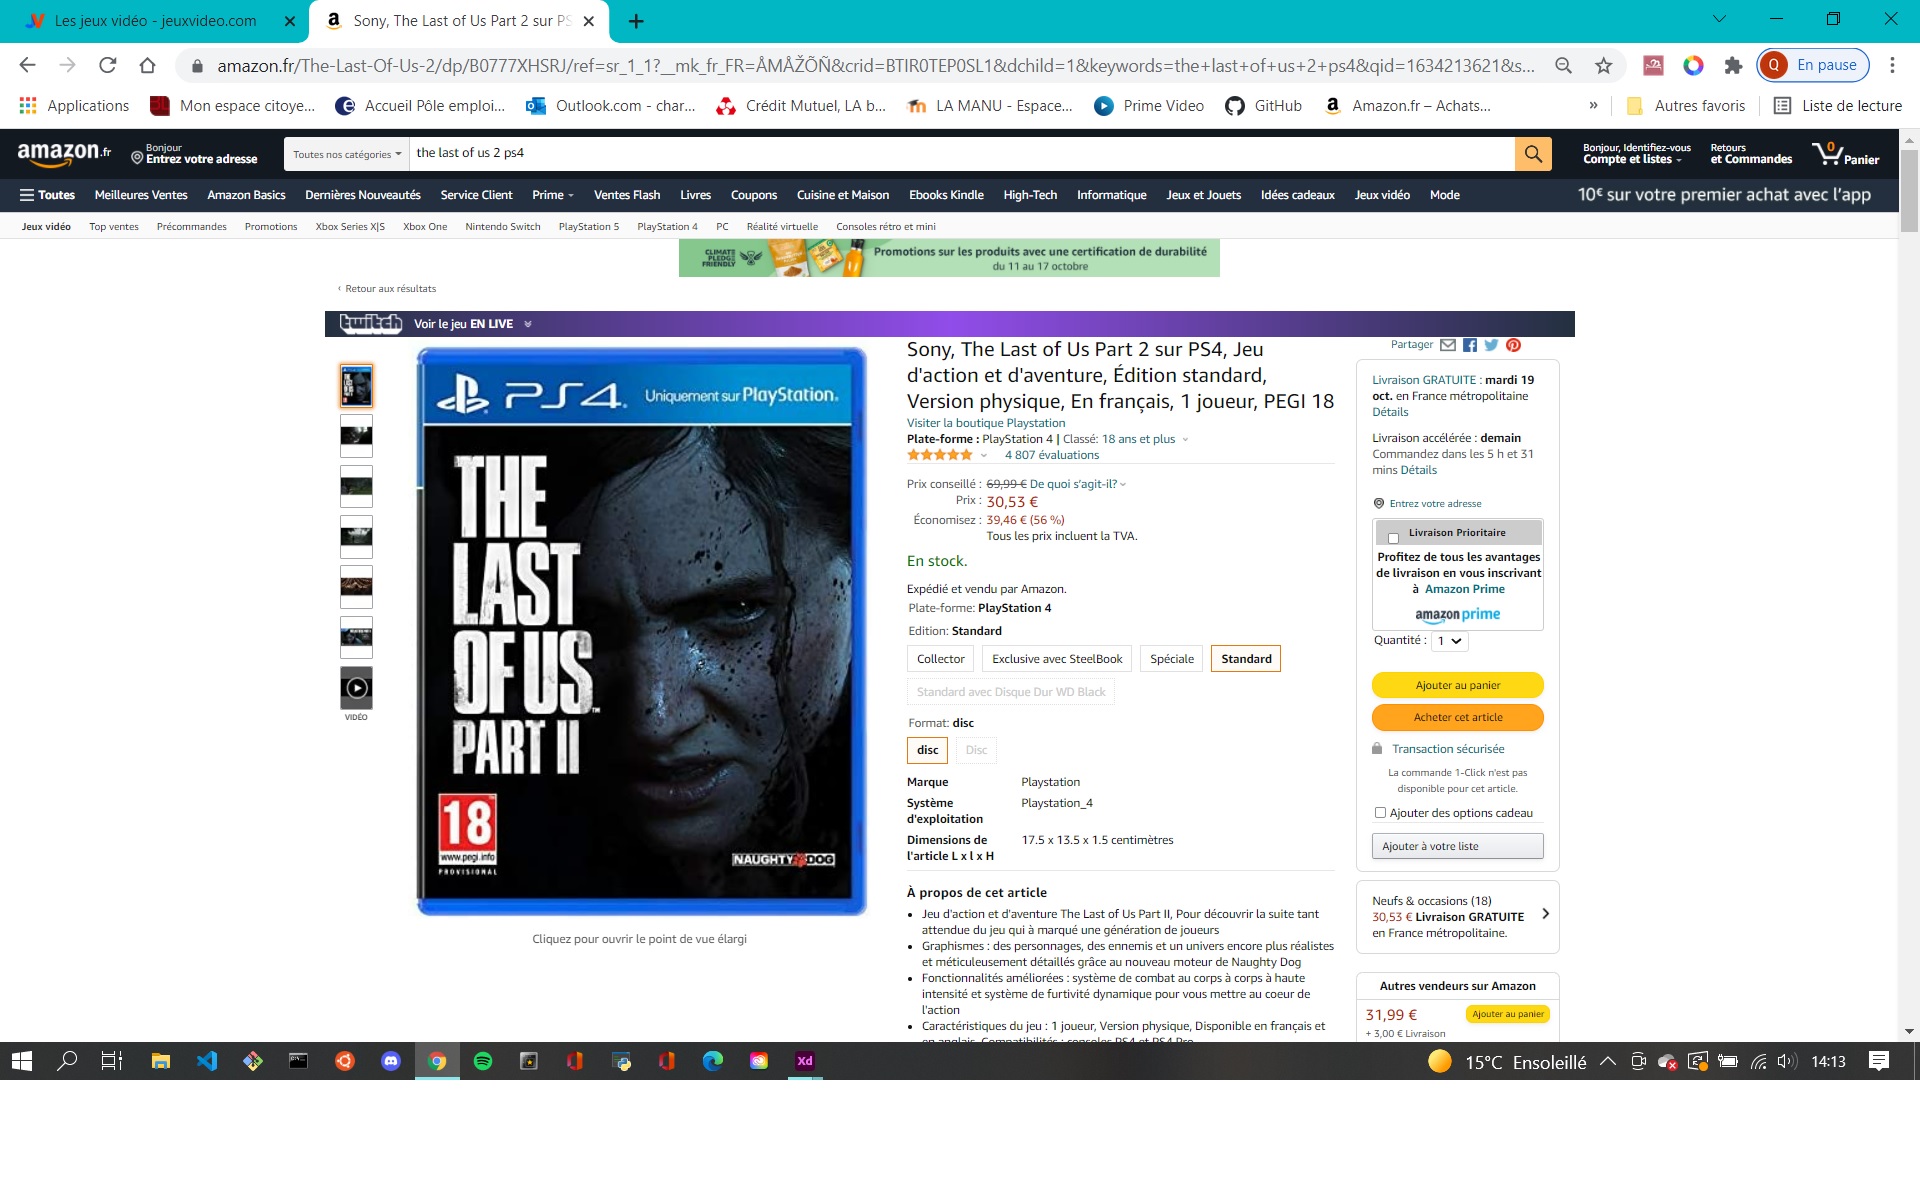 Les jeux vidéo - jeuxvideo.com
Sony, The Last of Us Part 2 sur PS
amazon.fr/The-Last-Of-Us-2/dp/B0777XHSRJ/ref=sr_1_1?__mk_fr_FR=ÅMÅŽÕÑ&crid=BTIR0TEP0SL1&dchild=1&keywords=the+last+of+us+2+ps4&qid=1634213621&s...
Q En pause
Applications
Mon espace citoye...
Accueil Pôle emploi...
Outlook.com - char...
Crédit Mutuel, LA b...
LA MANU - Espace...
Prime Video
GitHub
Amazon.fr – Achats...
»
Autres favoris
Liste de lecture
amazon.fr
Bonjour
Entrez votre adresse
Toutes nos catégories
the last of us 2 ps4
Bonjour, Identifiez-vous
Compte et listes
Retours
et Commandes
0
Panier
Toutes
Meilleures Ventes
Amazon Basics
Dernières Nouveautés
Service Client
Prime
Ventes Flash
Livres
Coupons
Cuisine et Maison
Ebooks Kindle
High-Tech
Informatique
Jeux et Jouets
Idées cadeaux
Jeux vidéo
Mode
10€ sur votre premier achat avec l'app
Jeux vidéo
Top ventes
Précommandes
Promotions
Xbox Series X|S
Xbox One
Nintendo Switch
PlayStation 5
PlayStation 4
PC
Réalité virtuelle
Consoles rétro et mini
CLIMATE
PLEDGE
FRIENDLY
Promotions sur les produits avec une certification de durabilité
du 11 au 17 octobre
‹ Retour aux résultats
twitch
Voir le jeu EN LIVE
VIDÉO
PS4
Uniquement sur PlayStation.
THE
LAST
OF US
PART II
™
18
www.pegi.info
PROVISIONAL
NAUGHTY DOG
Cliquez pour ouvrir le point de vue élargi
Sony, The Last of Us Part 2 sur PS4, Jeu
d'action et d'aventure, Édition standard,
Version physique, En français, 1 joueur, PEGI 18
Visiter la boutique Playstation
Plate-forme : PlayStation 4 | Classé: 18 ans et plus
4 807 évaluations
Prix conseillé : 69,99 € De quoi s'agit-il?
Prix : 30,53 €
Économisez : 39,46 € (56 %)
Tous les prix incluent la TVA.
En stock.
Expédié et vendu par Amazon.
Plate-forme: PlayStation 4
Edition: Standard
Collector
Exclusive avec SteelBook
Spéciale
Standard
Standard avec Disque Dur WD Black
Format: disc
disc
Disc
Marque Playstation
Système Playstation_4
d'exploitation
Dimensions de 17.5 x 13.5 x 1.5 centimètres
l'article L x l x H
À propos de cet article
• Jeu d'action et d'aventure The Last of Us Part II, Pour découvrir la suite tant
attendue du jeu qui à marqué une génération de joueurs
• Graphismes : des personnages, des ennemis et un univers encore plus réalistes
et méticuleusement détaillés grâce au nouveau moteur de Naughty Dog
• Fonctionnalités améliorées : système de combat au corps à corps à haute
intensité et système de furtivité dynamique pour vous mettre au coeur de
l'action
• Caractéristiques du jeu : 1 joueur, Version physique, Disponible en français et
en anglais, Compatibilités : consoles PS4 et PS4 Pro
Partager
Livraison GRATUITE : mardi 19
oct. en France métropolitaine
Détails
Livraison accélérée : demain
Commandez dans les 5 h et 31
mins Détails
Entrez votre adresse
Livraison Prioritaire
Profitez de tous les avantages
de livraison en vous inscrivant
à Amazon Prime
amazon prime
Quantité : 1
Ajouter au panier
Acheter cet article
Transaction sécurisée
La commande 1-Click n'est pas
disponible pour cet article.
Ajouter des options cadeau
Ajouter à votre liste
Neufs & occasions (18)
30,53 € Livraison GRATUITE
en France métropolitaine.
Autres vendeurs sur Amazon
31,99 €
Ajouter au panier
+ 3,00 € Livraison
Xd
15°C Ensoleillé
14:13